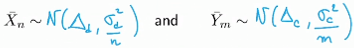 X̄ₙ ~ N(Δ_d, σ_d²/n) and Ȳₘ ~ N(Δ_c, σ_c²/m)